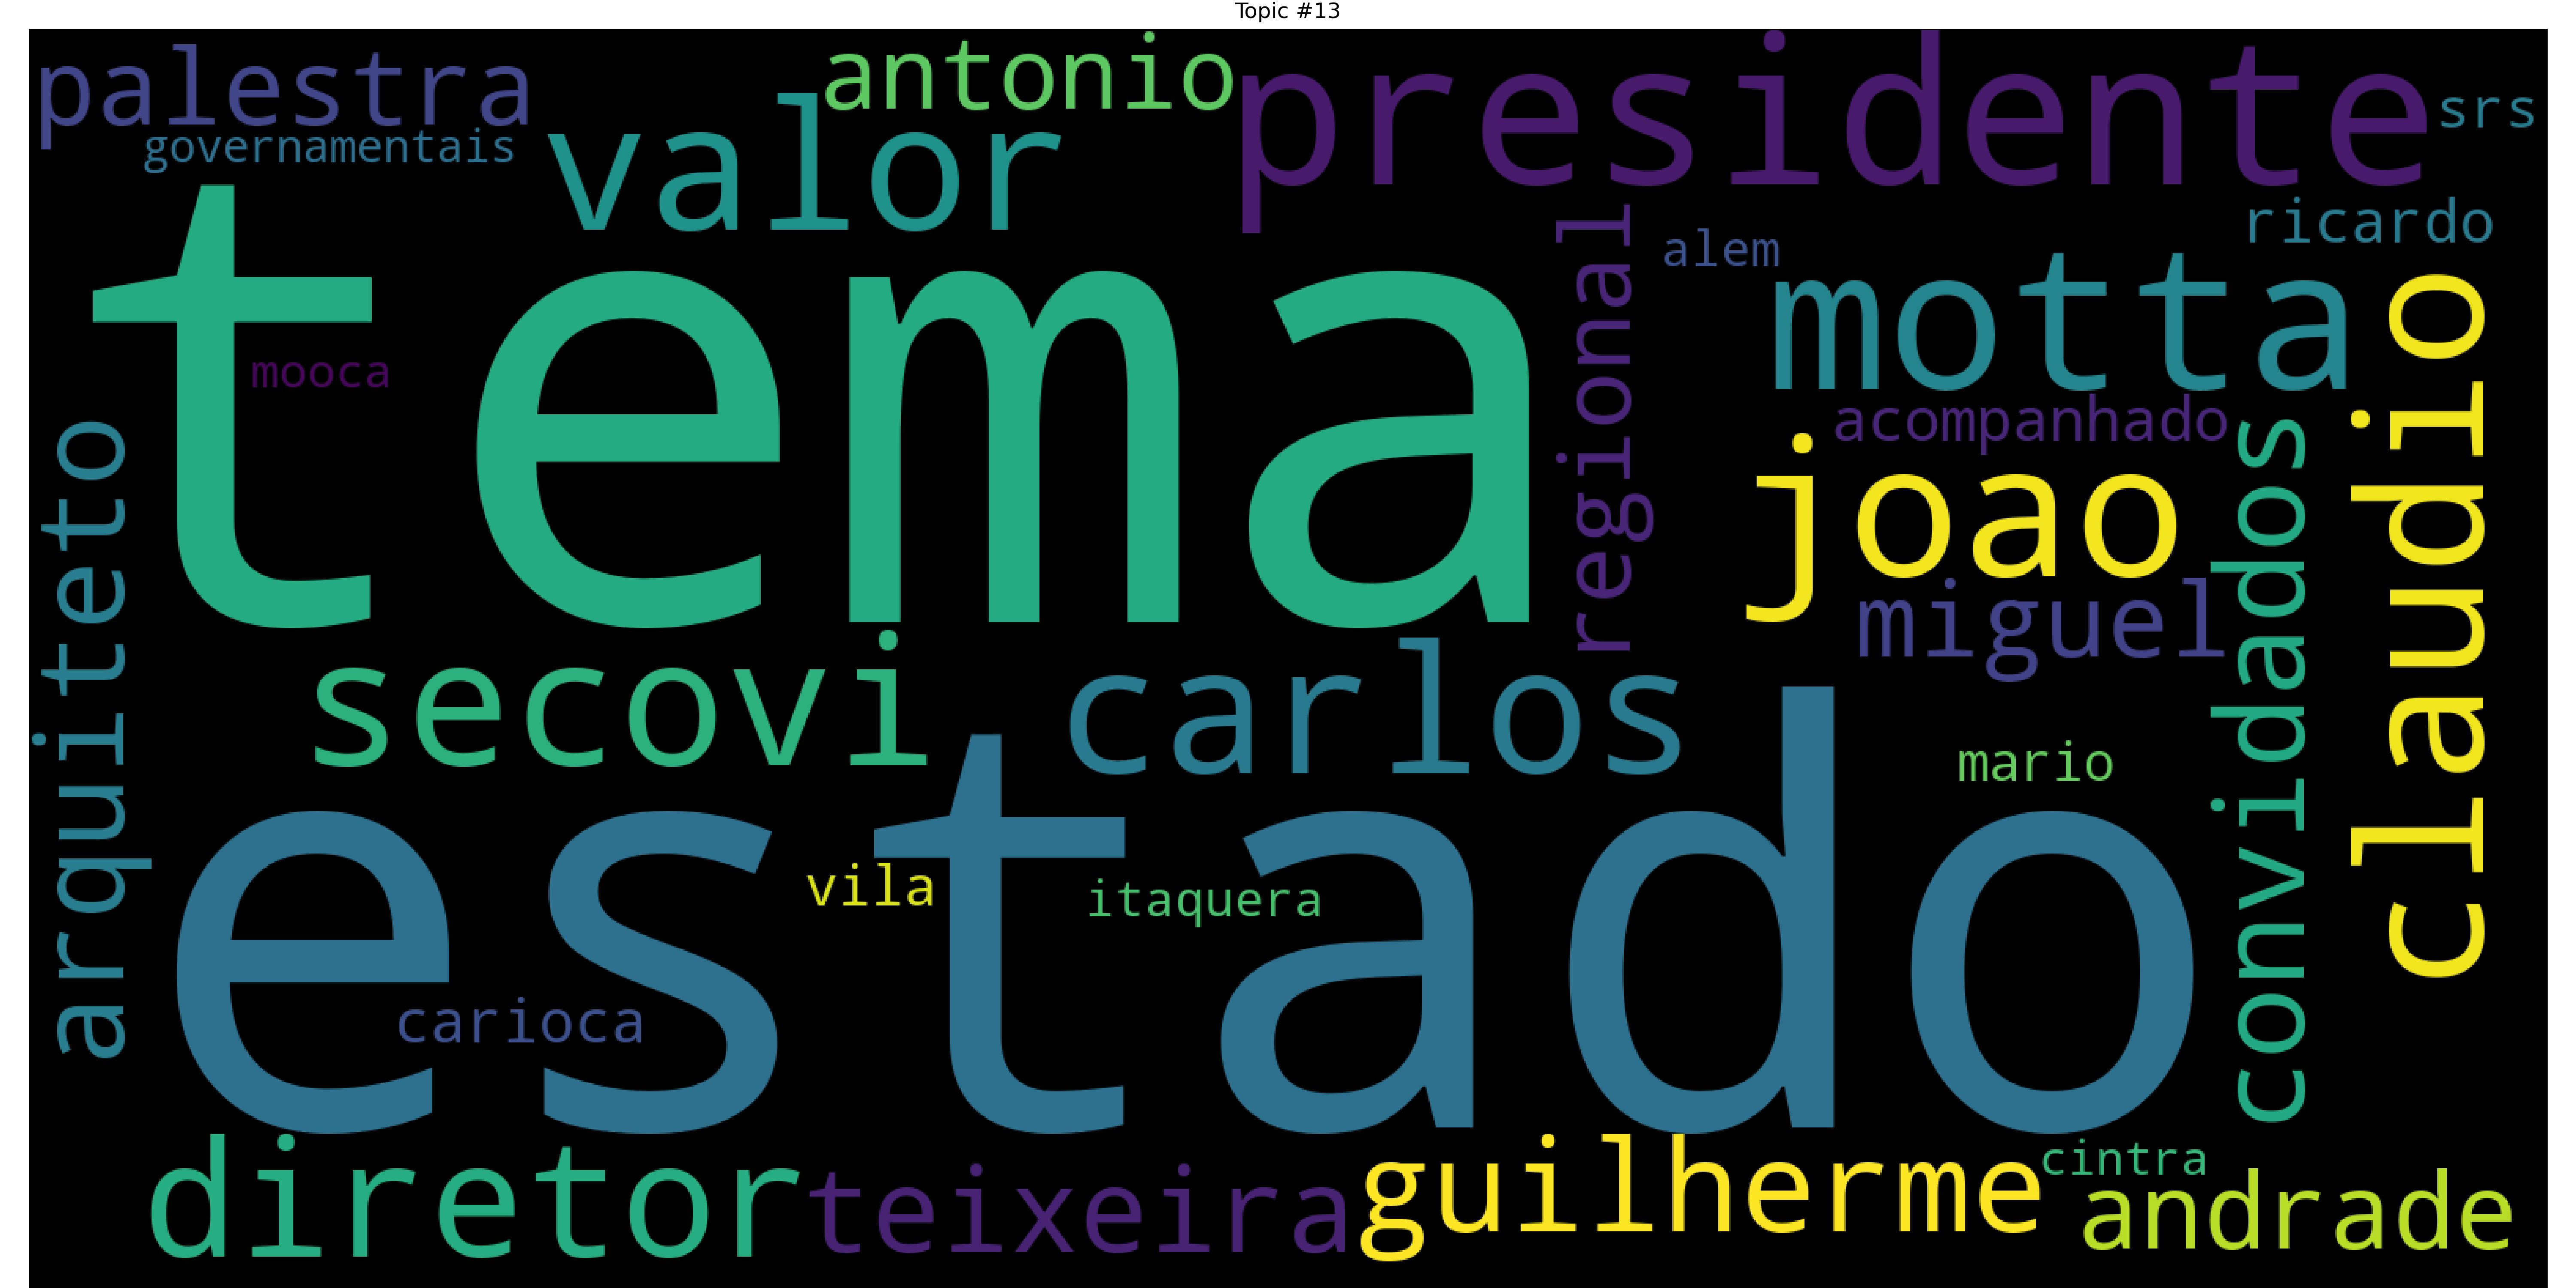 Topic #13
palestra
antonio
presidente
srs
governamentais
valor
ricardo
alem
regional
tema
motta
claudio
mooca
acompanhado
joao
convidados
arquiteto
miguel
secovi
carlos
mario
estado
vila
itaquera
carioca
diretor
teixeira
guilherme
cintra
andrade